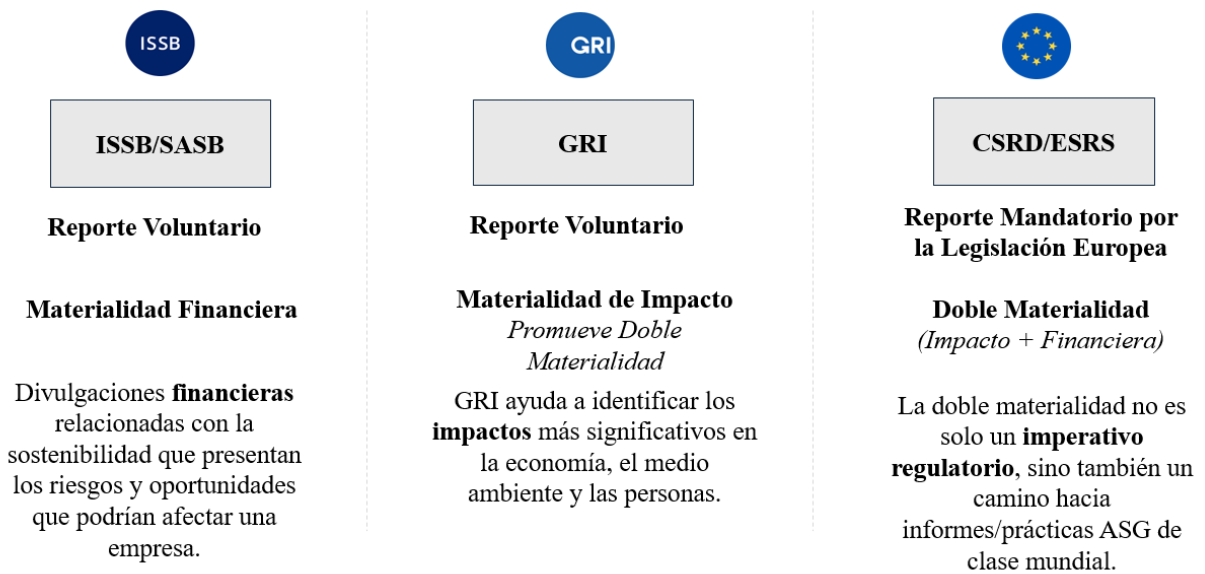 ISSB
ISSB/SASB
Reporte Voluntario
Materialidad Financiera
Divulgaciones financieras
relacionadas con la
sostenibilidad que presentan
los riesgos y oportunidades
que podrían afectar una
empresa.
GRI
GRI
Reporte Voluntario
Materialidad de Impacto
Promueve Doble
Materialidad
GRI ayuda a identificar los
impactos más significativos en
la economía, el medio
ambiente y las personas.
CSRD/ESRS
Reporte Mandatorio por
la Legislación Europea
Doble Materialidad
(Impacto + Financiera)
La doble materialidad no es
solo un imperativo
regulatorio, sino también un
camino hacia
informes/prácticas ASG de
clase mundial.